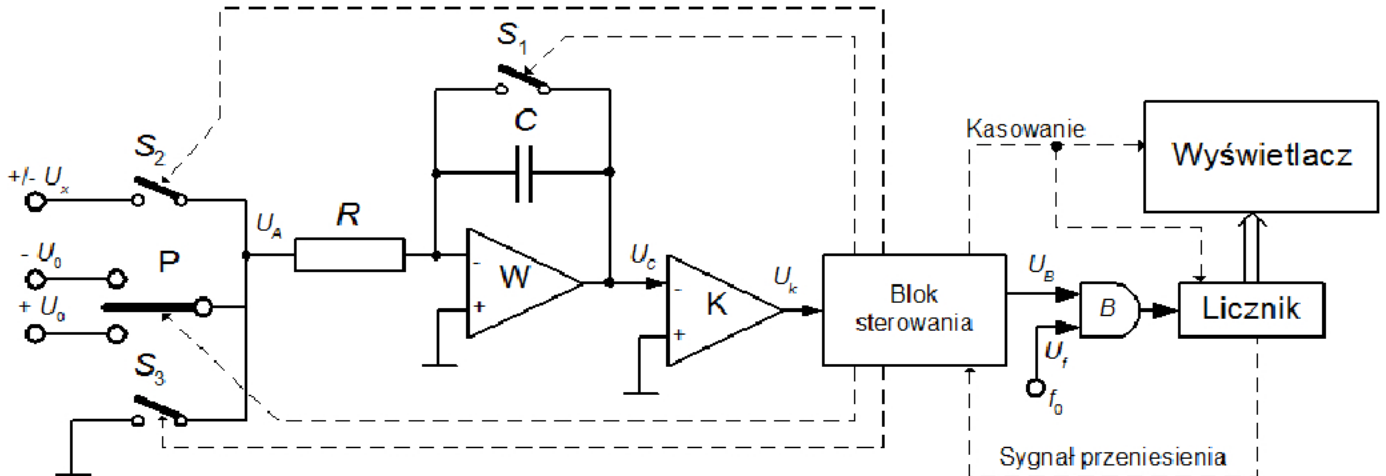 S1
C
S2
+/- Ux
UA
R
- U0
P
+ U0
S3
-
W
+
UC
-
K
+
Uk
Blok
sterowania
Kasowanie
Wyświetlacz
UB
B
Licznik
Uf
f0
Sygnał przeniesienia